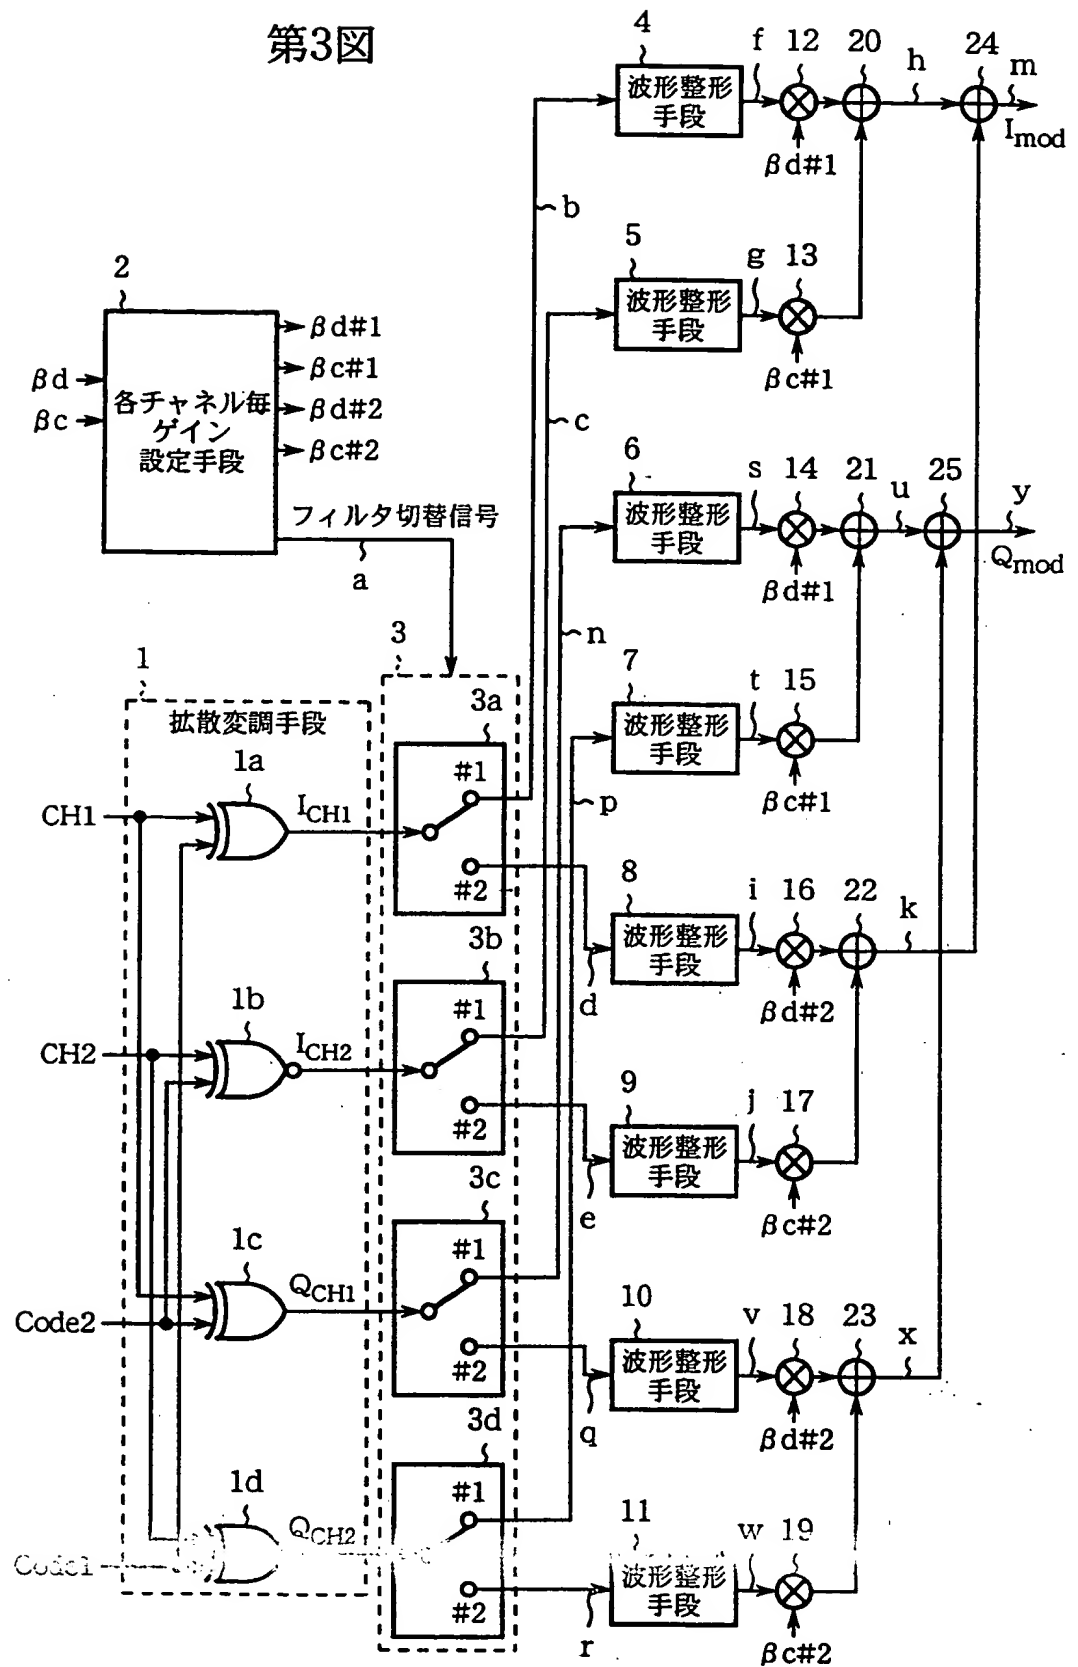 第3図
4
波形整形
手段
f
12
20
h
24
m
I_mod
βd#1
b
5
波形整形
手段
g
13
βc#1
2
βd
βc
各チャネル毎
ゲイン
設定手段
βd#1
βc#1
βd#2
βc#2
フィルタ切替信号
a
c
6
波形整形
手段
s
14
21
u
25
y
Q_mod
βd#1
n
7
波形整形
手段
t
15
βc#1
p
1
拡散変調手段
3
3a
#1
#2
CH1
1a
I_CH1
8
波形整形
手段
i
16
22
k
d
βd#2
3b
#1
#2
CH2
1b
I_CH2
9
波形整形
手段
j
17
e
βc#2
3c
#1
#2
1c
Q_CH1
Code2
10
波形整形
手段
v
18
23
x
q
βd#2
3d
#1
#2
1d
Q_CH2
Code1
11
波形整形
手段
w
19
r
βc#2